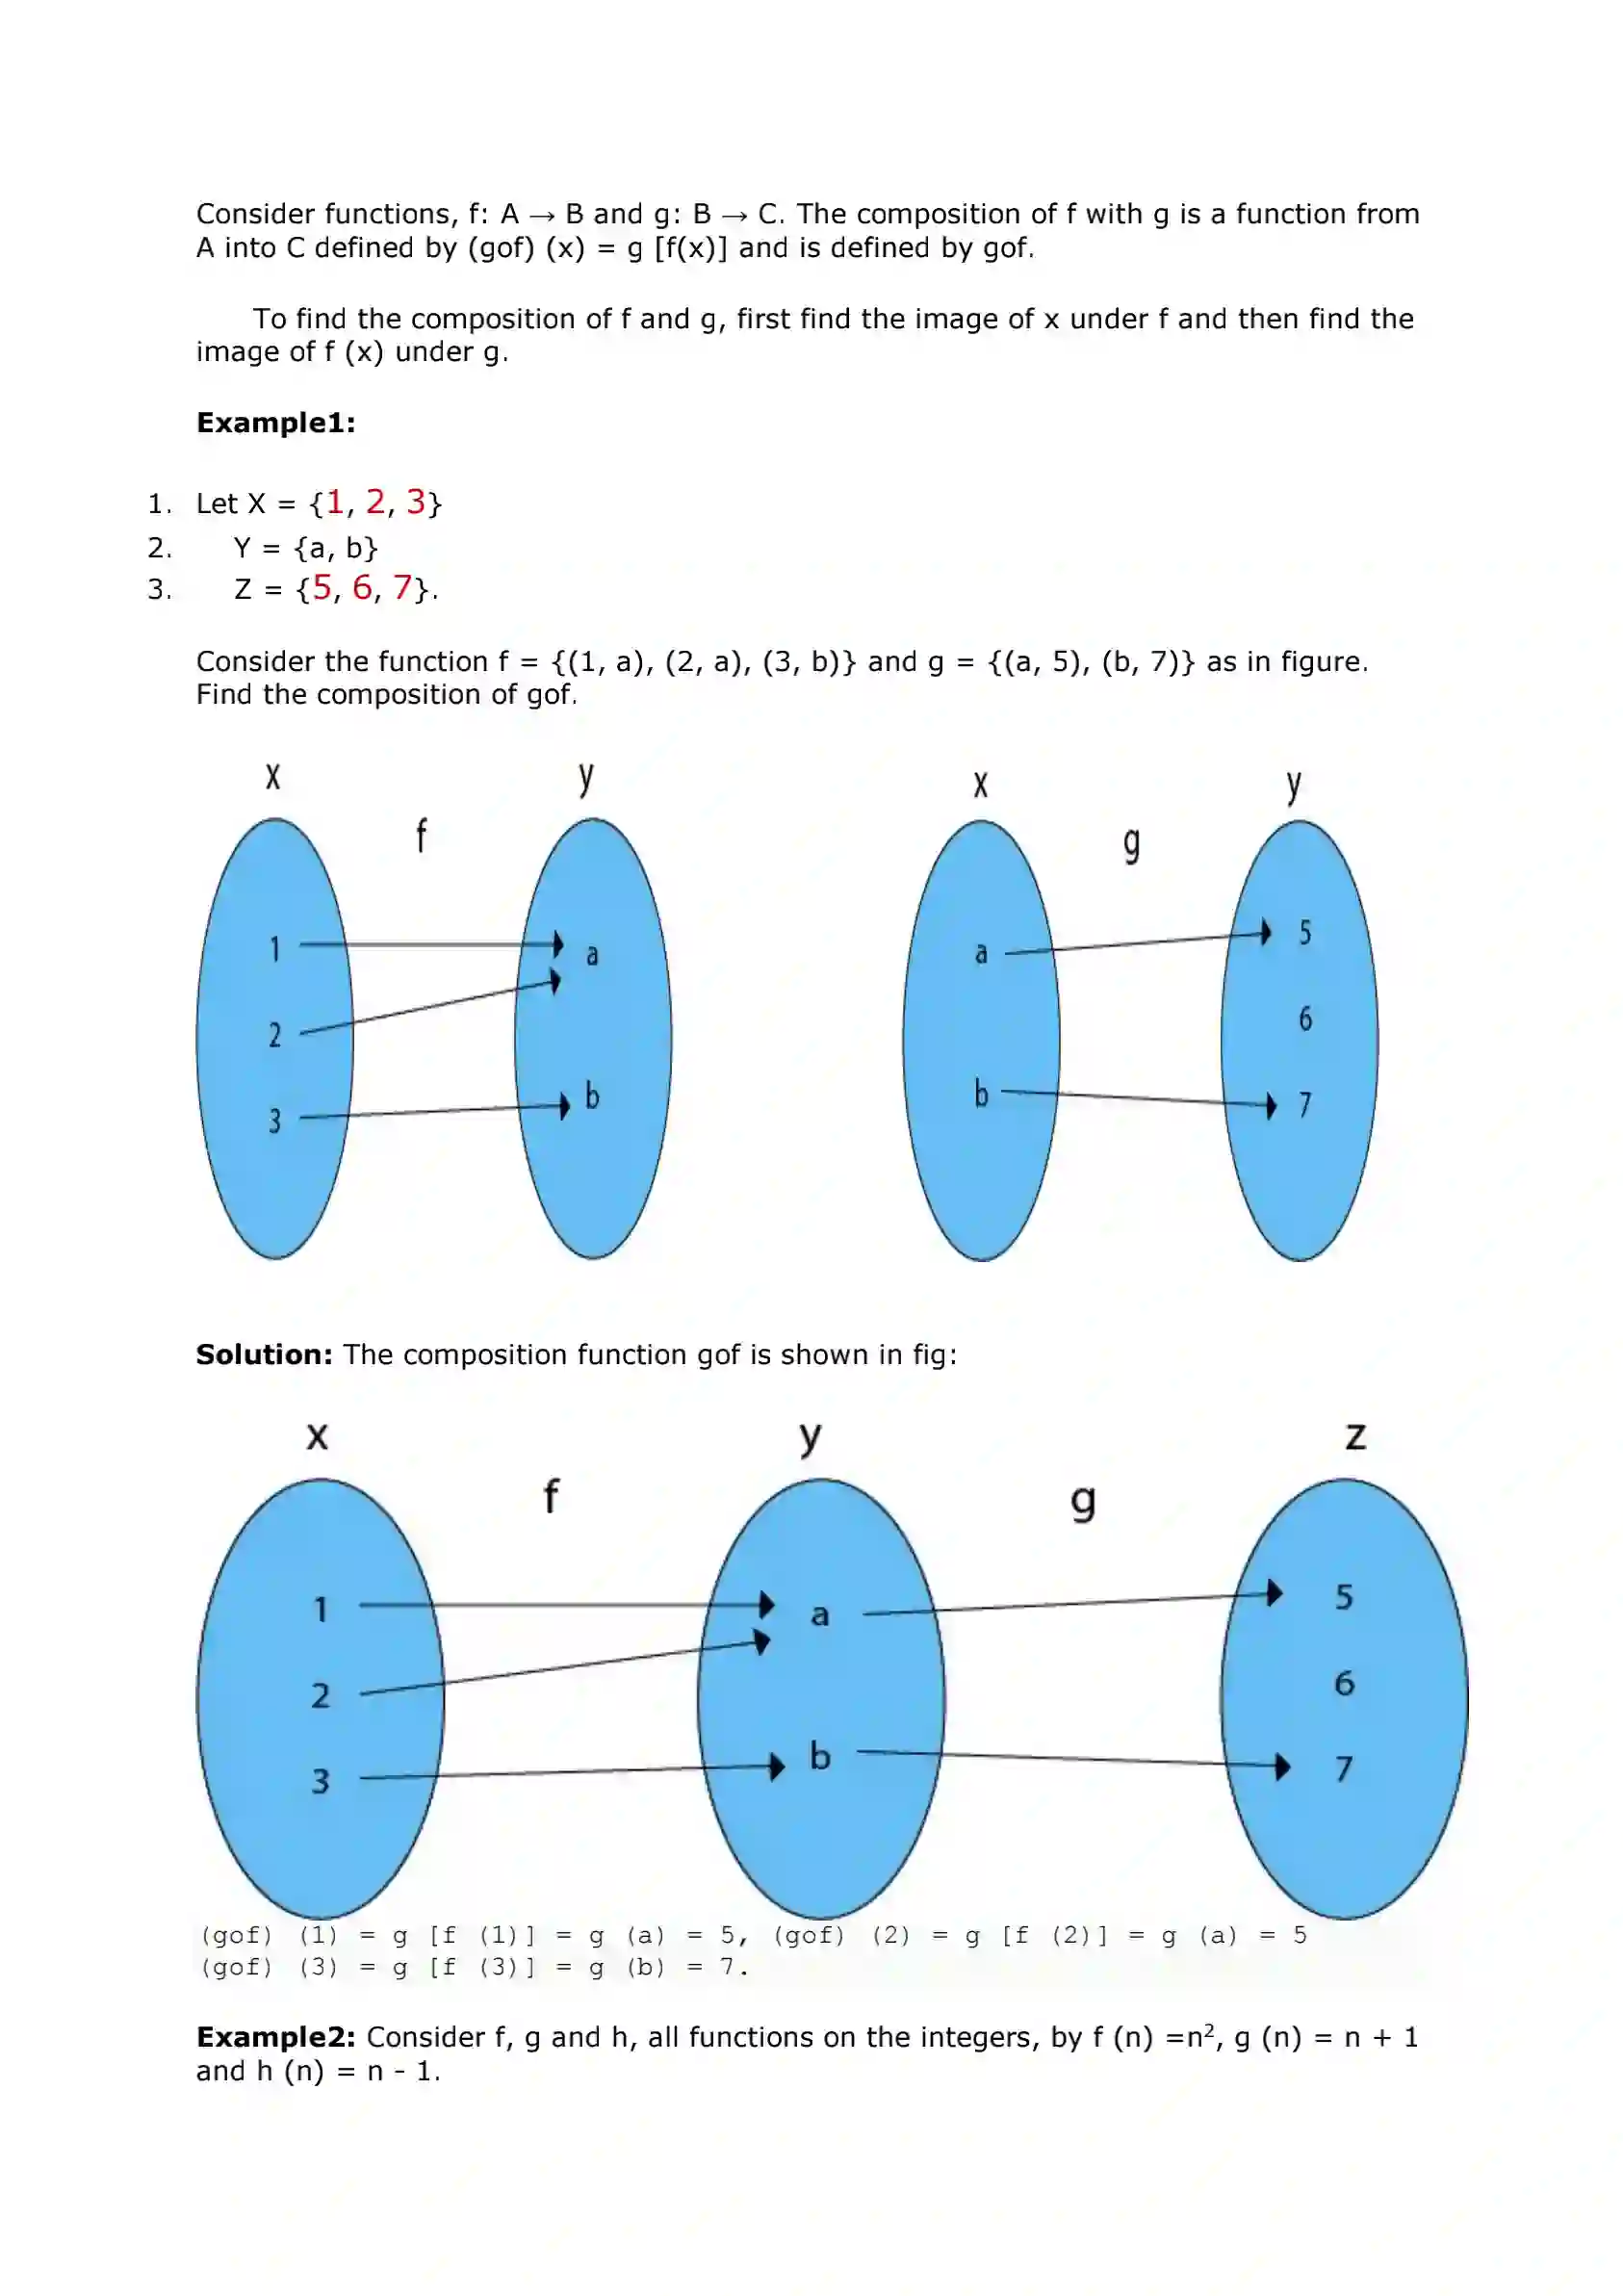 Consider functions, f: A → B and g: B → C. The composition of f with g is a function from
A into C defined by (gof) (x) = g [f(x)] and is defined by gof.
To find the composition of f and g, first find the image of x under f and then find the
image of f (x) under g.
Example1:
1. Let X = {1, 2, 3}
2. Y = {a, b}
3. Z = {5, 6, 7}.
Consider the function f = {(1, a), (2, a), (3, b)} and g = {(a, 5), (b, 7)} as in figure.
Find the composition of gof.
x y x y
f g
1 a a 5
2 6
3 b b 7
Solution: The composition function gof is shown in fig:
x y z
f g
1 a 5
2 6
3 b 7
(gof) (1) = g [f (1)] = g (a) = 5, (gof) (2) = g [f (2)] = g (a) = 5
(gof) (3) = g [f (3)] = g (b) = 7.
Example2: Consider f, g and h, all functions on the integers, by f (n) =n², g (n) = n + 1
and h (n) = n - 1.